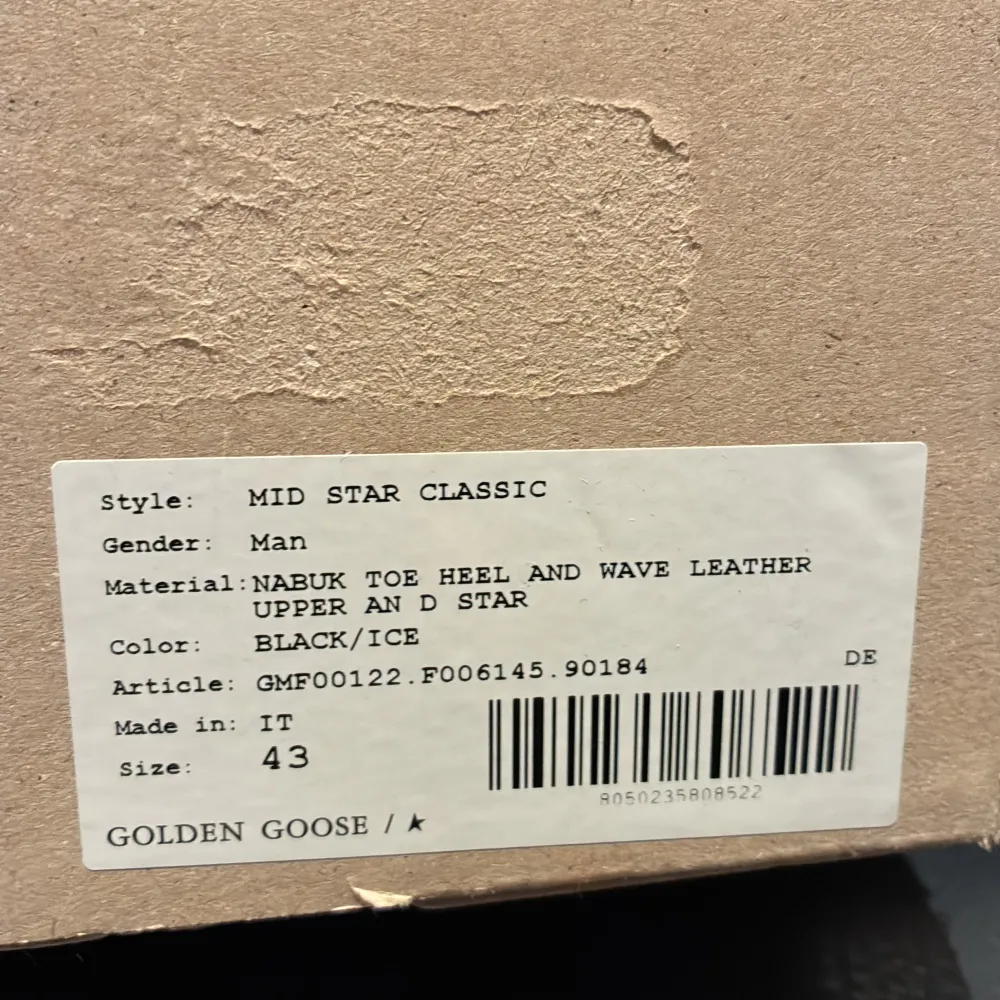 Style: MID STAR CLASSIC
Gender: Man
Material: NABUK TOE HEEL AND WAVE LEATHER
UPPER AN D STAR
Color: BLACK/ICE
Article: GMF00122.F006145.90184
DE
Made in: IT
Size: 43
8050235808522
GOLDEN GOOSE / ★